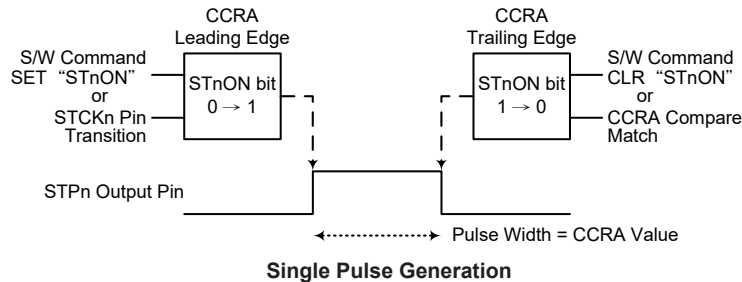 CCRA
Leading Edge
S/W Command
SET “STnON”
or
STCKn Pin
Transition
STnON bit
0 → 1
CCRA
Trailing Edge
STnON bit
1 → 0
S/W Command
CLR “STnON”
or
CCRA Compare
Match
STPn Output Pin
Pulse Width = CCRA Value
Single Pulse Generation